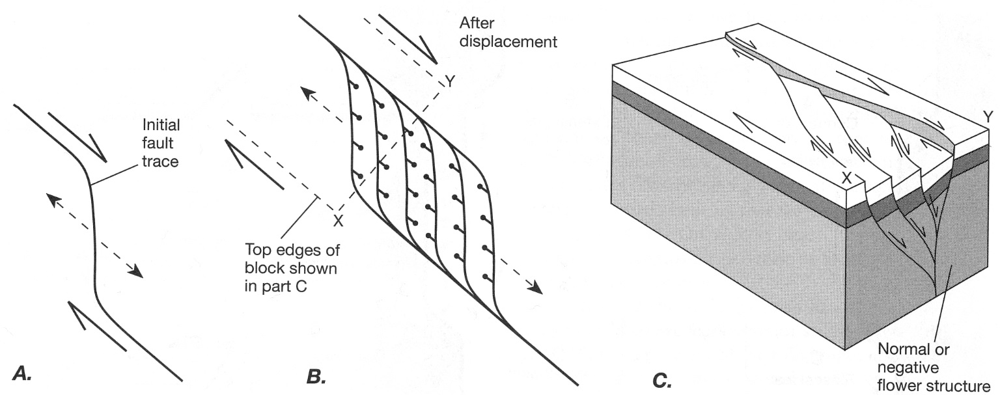 Initial
fault
trace
A.
After
displacement
Y
X
Top edges of
block shown
in part C
B.
Y
X
Normal or
negative
flower structure
C.